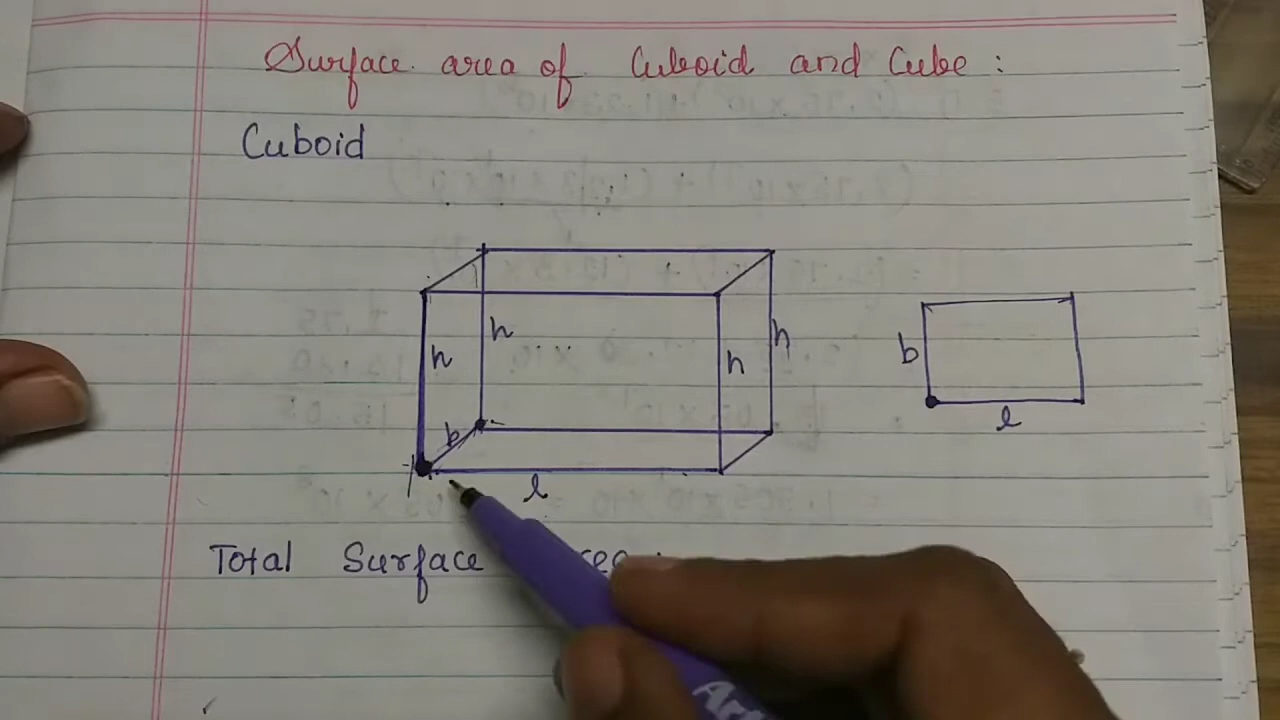 Surface area of Cuboid and Cube :
Cuboid
h
h
h
h
b
l
b
l
Total Surface